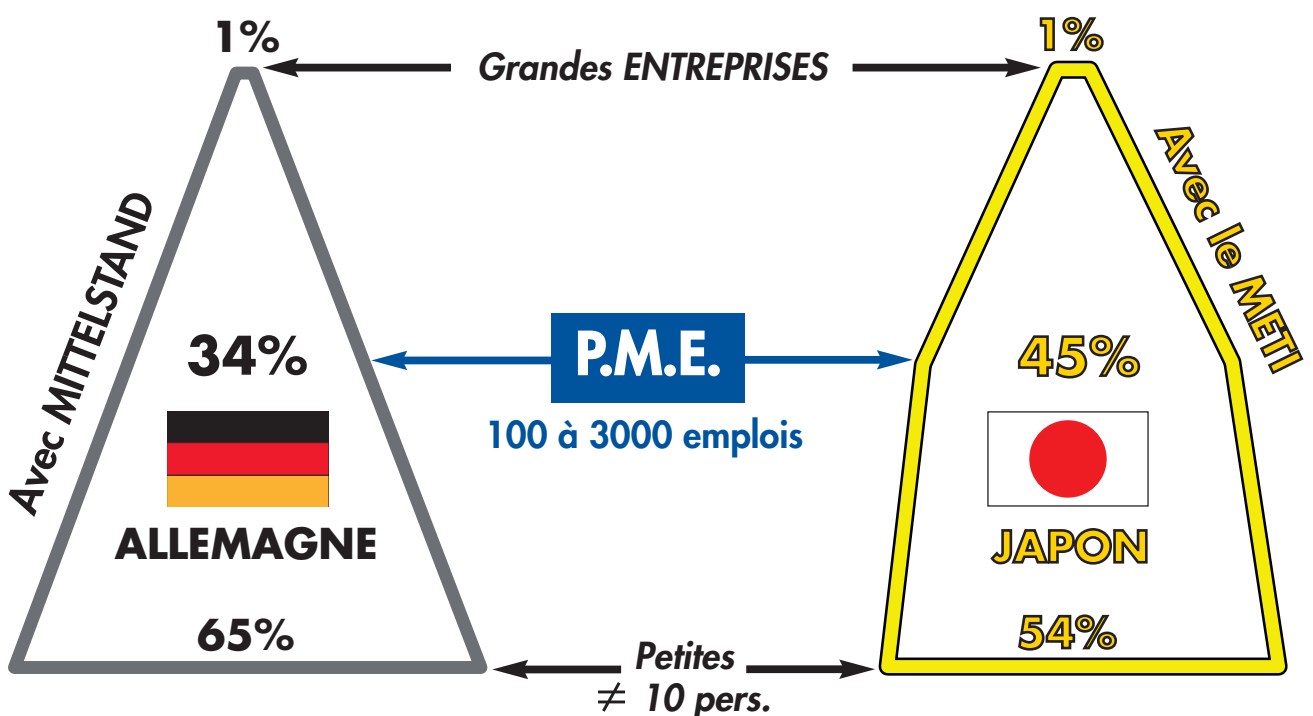 1%
1%
Grandes ENTREPRISES
Avec MITTELSTAND
Avec le METI
34%
P.M.E.
45%
100 à 3000 emplois
ALLEMAGNE
JAPON
65%
54%
Petites
≠ 10 pers.